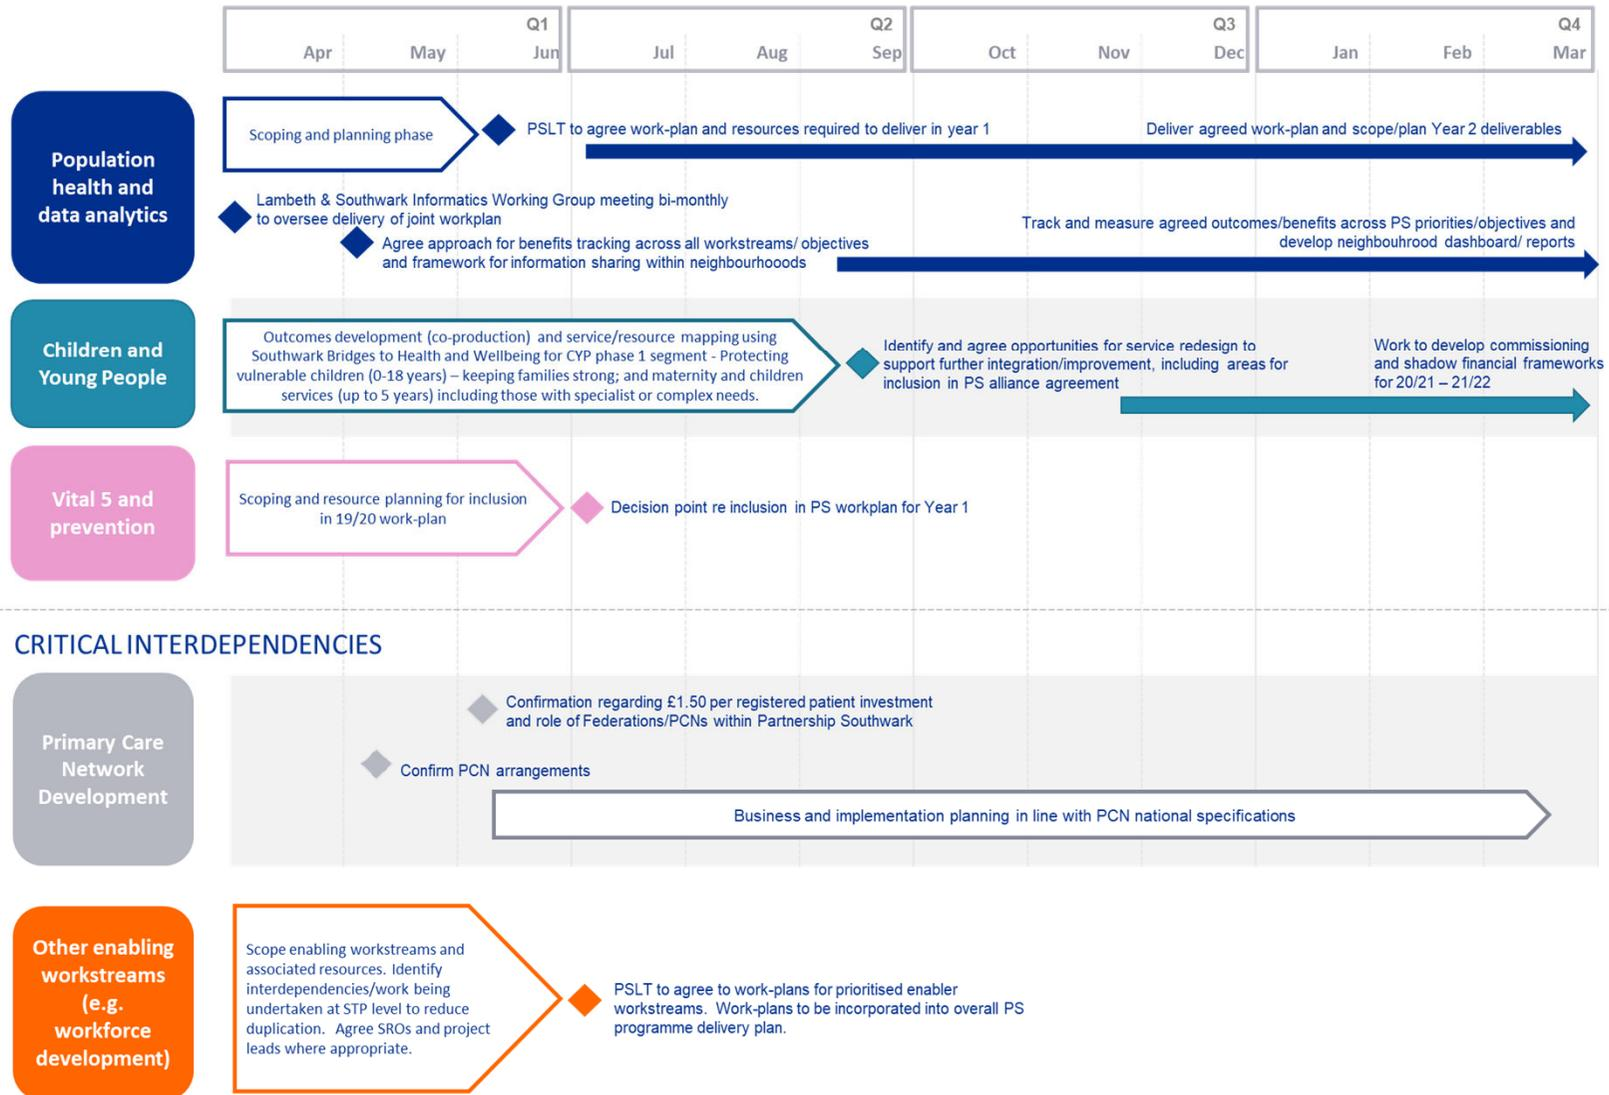 Q1
Q2
Q3
Q4
Apr
May
Jun
Jul
Aug
Sep
Oct
Nov
Dec
Jan
Feb
Mar
Population
health and
data analytics
Scoping and planning phase
PSLT to agree work-plan and resources required to deliver in year 1
Deliver agreed work-plan and scope/plan Year 2 deliverables
Lambeth & Southwark Informatics Working Group meeting bi-monthly
to oversee delivery of joint workplan
Agree approach for benefits tracking across all workstreams/ objectives
and framework for information sharing within neighbourhooods
Track and measure agreed outcomes/benefits across PS priorities/objectives and
develop neighbouhrood dashboard/ reports
Children and
Young People
Outcomes development (co-production) and service/resource mapping using
Southwark Bridges to Health and Wellbeing for CYP phase 1 segment - Protecting
vulnerable children (0-18 years) – keeping families strong; and maternity and children
services (up to 5 years) including those with specialist or complex needs.
Identify and agree opportunities for service redesign to
support further integration/improvement, including areas for
inclusion in PS alliance agreement
Work to develop commissioning
and shadow financial frameworks
for 20/21 – 21/22
Vital 5 and
prevention
Scoping and resource planning for inclusion
in 19/20 work-plan
Decision point re inclusion in PS workplan for Year 1
CRITICAL INTERDEPENDENCIES
Primary Care
Network
Development
Confirmation regarding £1.50 per registered patient investment
and role of Federations/PCNs within Partnership Southwark
Confirm PCN arrangements
Business and implementation planning in line with PCN national specifications
Other enabling
workstreams
(e.g.
workforce
development)
Scope enabling workstreams and
associated resources. Identify
interdependencies/work being
undertaken at STP level to reduce
duplication. Agree SROs and project
leads where appropriate.
PSLT to agree to work-plans for prioritised enabler
workstreams. Work-plans to be incorporated into overall PS
programme delivery plan.